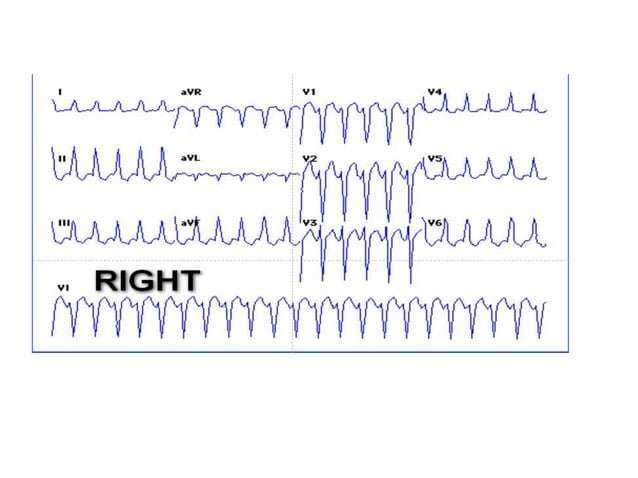 I aVR V1 V4
II aVL V2 V5
III aVF V3 V6
V1 RIGHT